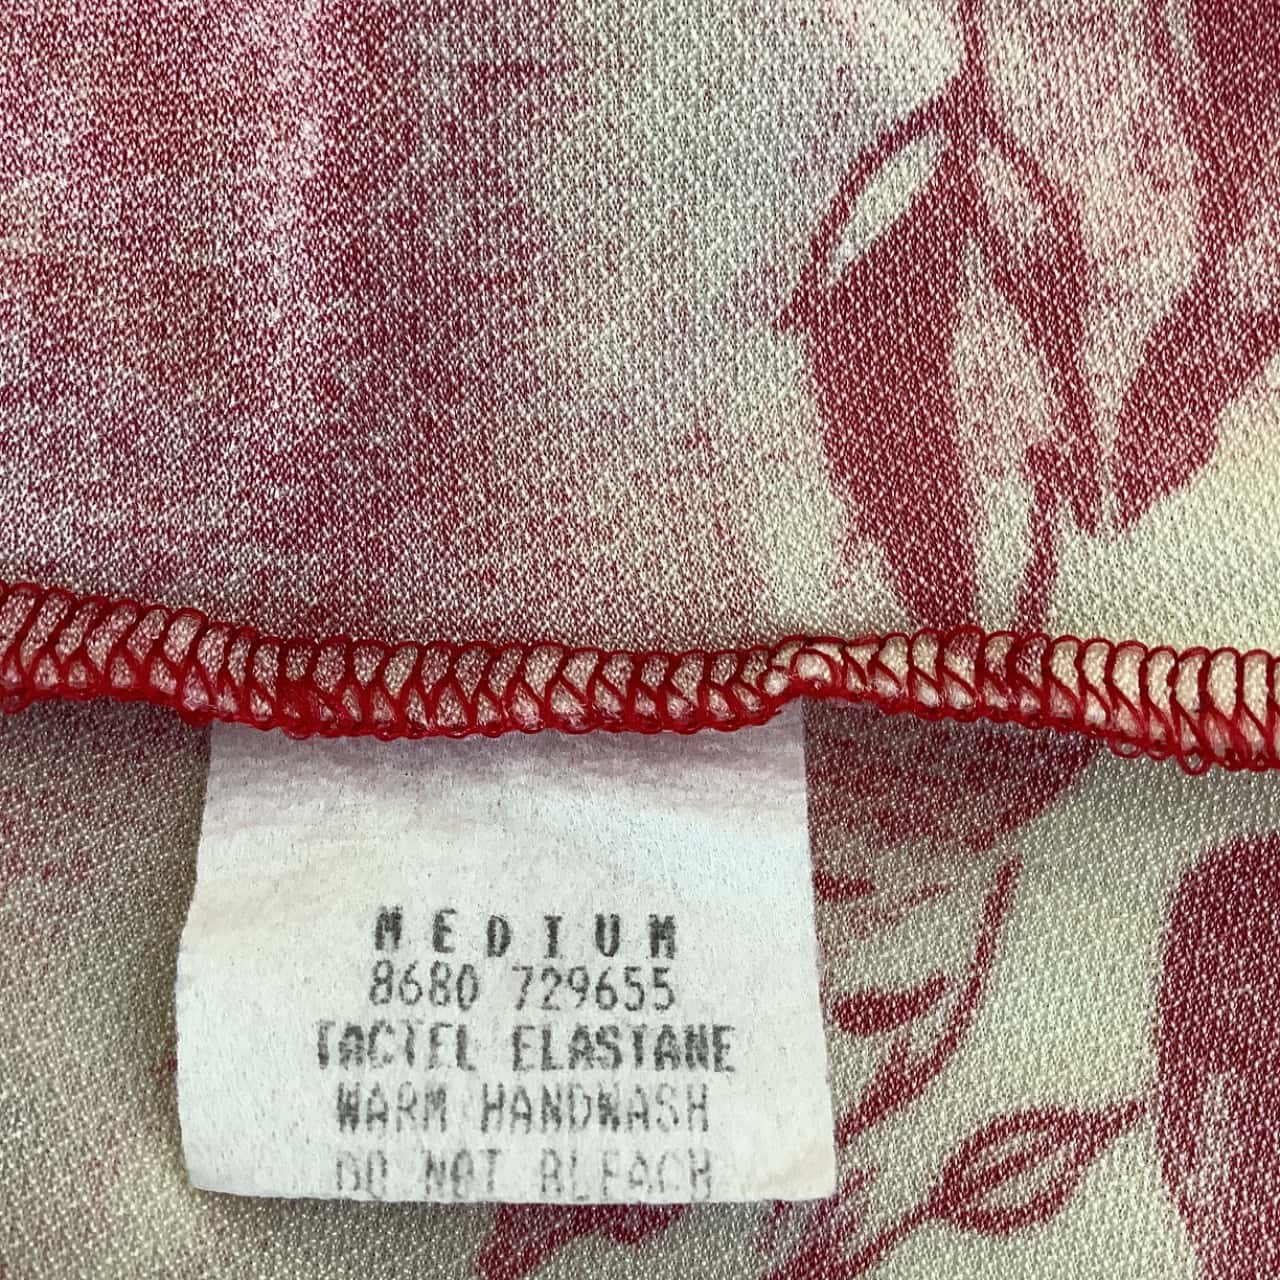 MEDIUM
8680 729655
TACTEL ELASTANE
WARM HANDWASH
DO NOT BLEACH